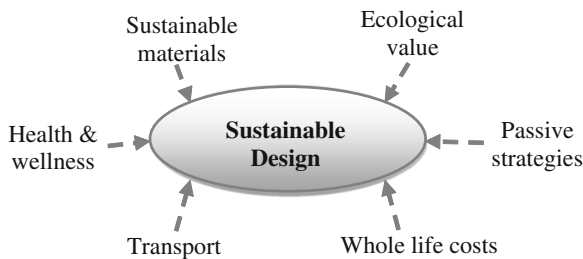 Sustainable
materials
Ecological
value
Health &
wellness
Sustainable
Design
Passive
strategies
Transport
Whole life costs